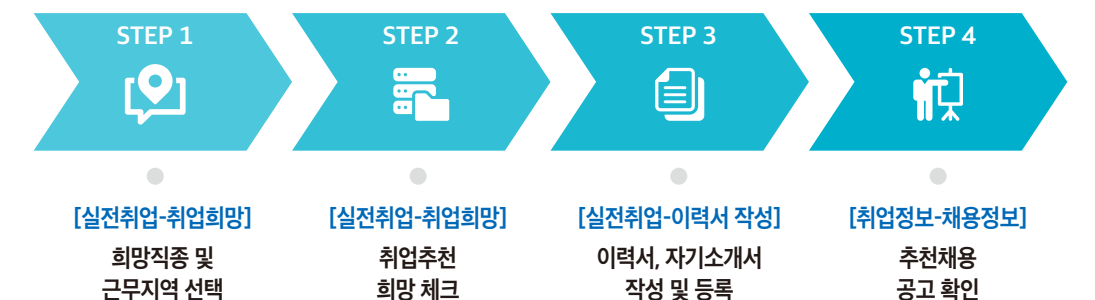 STEP 1
STEP 2
STEP 3
STEP 4
[실전취업-취업희망]
희망직종 및
근무지역 선택
[실전취업-취업희망]
취업추천
희망 체크
[실전취업-이력서 작성]
이력서, 자기소개서
작성 및 등록
[취업정보-채용정보]
추천채용
공고 확인